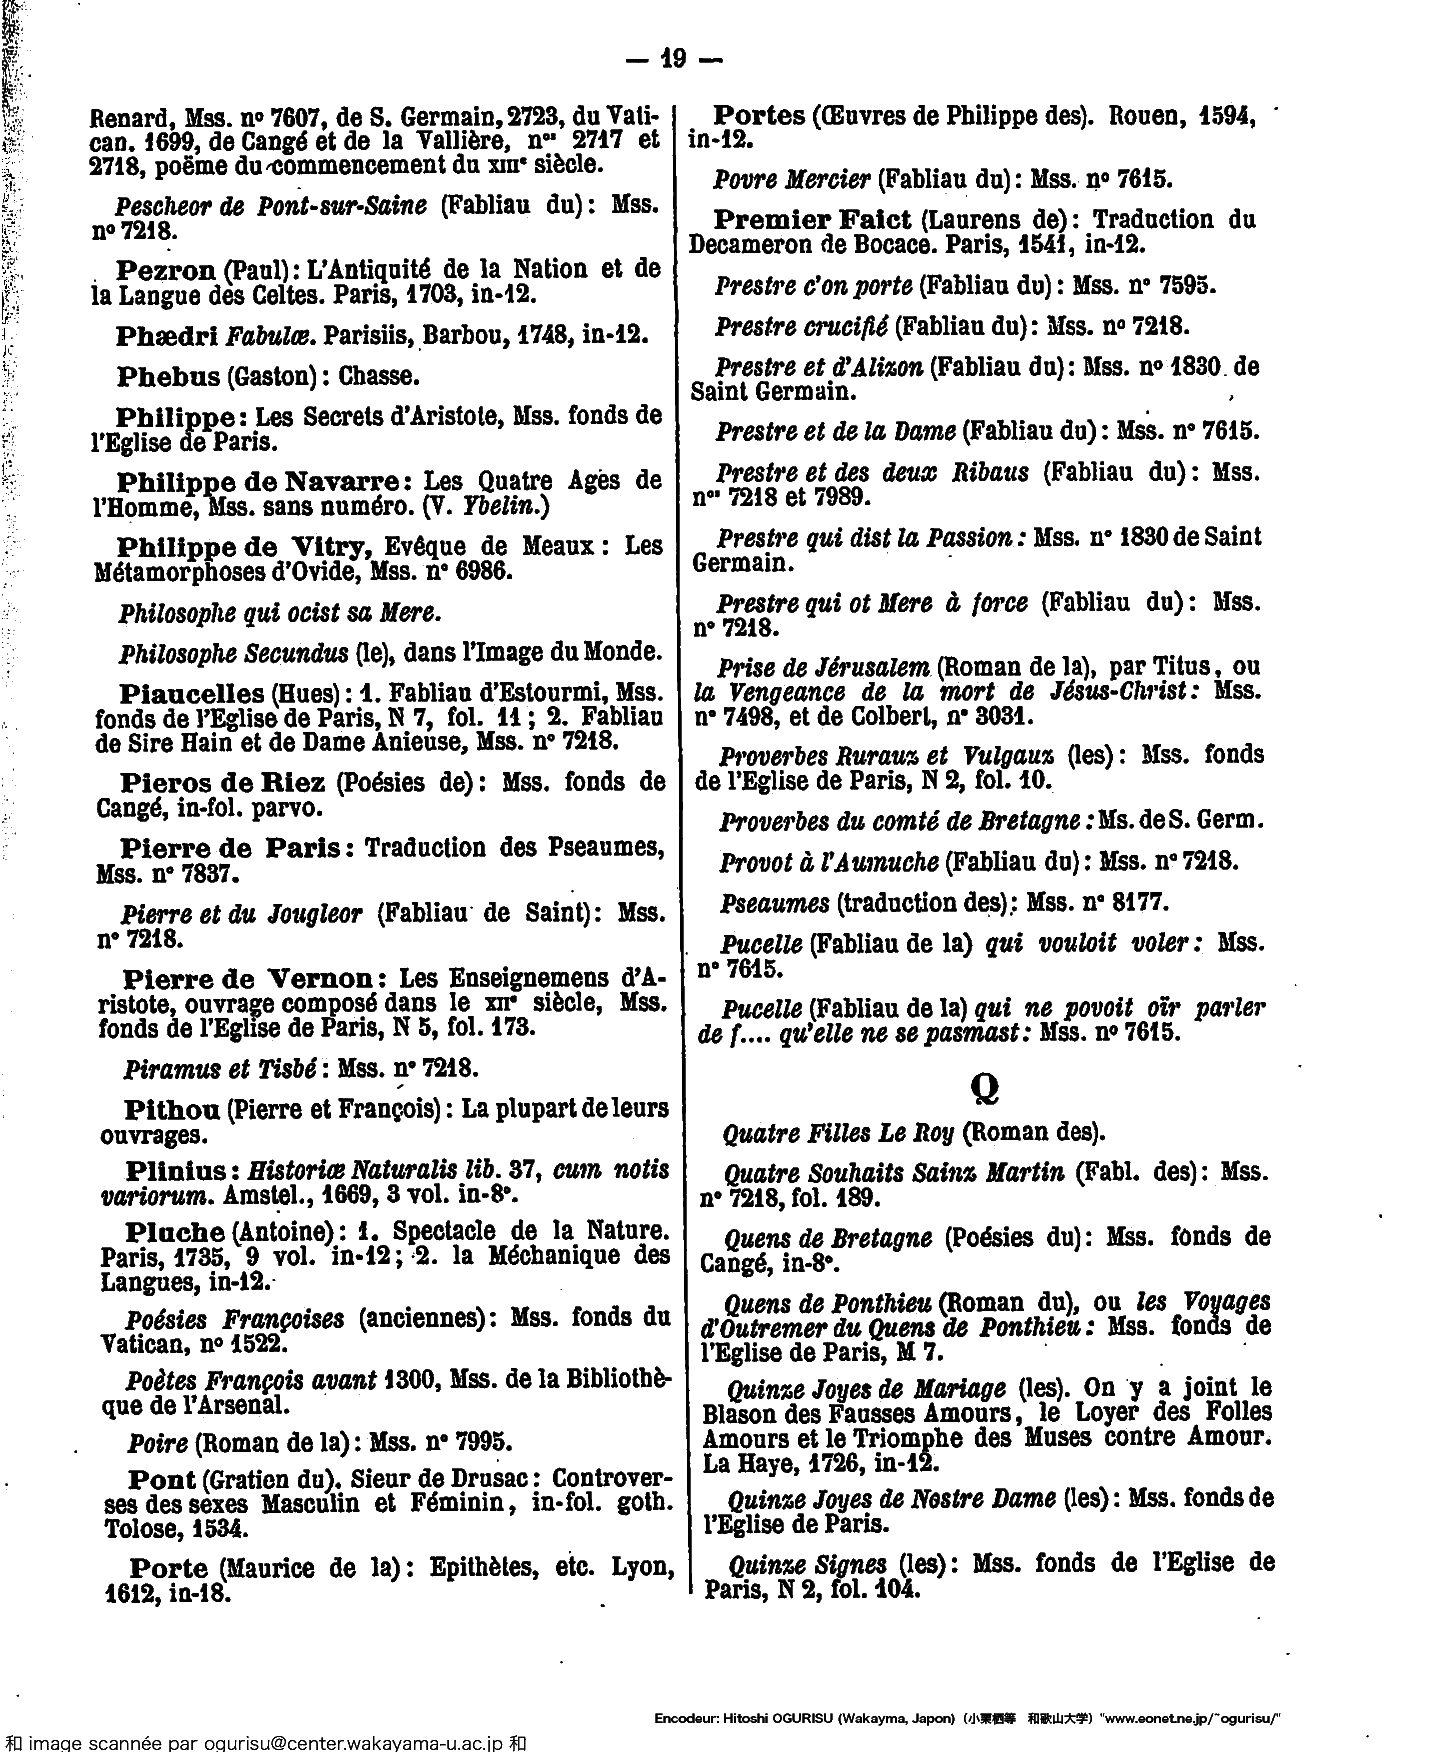 — 19 —
Renard, Mss. nº 7607, de S. Germain, 2723, du Vati-
can. 1699, de Cangé et de la Vallière, nºˢ 2717 et
2718, poëme du commencement du XIIIᵉ siècle.
Pescheor de Pont-sur-Saine (Fabliau du) : Mss.
nº 7218.
Pezron (Paul) : L'Antiquité de la Nation et de
la Langue des Celtes. Paris, 1703, in-12.
Phædri Fabulæ. Parisiis, Barbou, 1748, in-12.
Phebus (Gaston) : Chasse.
Philippe : Les Secrets d'Aristote, Mss. fonds de
l'Eglise de Paris.
Philippe de Navarre : Les Quatre Ages de
l'Homme, Mss. sans numéro. (V. Ybelin.)
Philippe de Vitry, Evêque de Meaux : Les
Métamorphoses d'Ovide, Mss. nº 6986.
Philosophe qui ocist sa Mere.
Philosophe Secundus (le), dans l'Image du Monde.
Piaucelles (Hues) : 1. Fabliau d'Estourmi, Mss.
fonds de l'Eglise de Paris, N 7, fol. 11 ; 2. Fabliau
de Sire Hain et de Dame Anieuse, Mss. nº 7218.
Pieros de Riez (Poésies de) : Mss. fonds de
Cangé, in-fol. parvo.
Pierre de Paris : Traduction des Pseaumes,
Mss. nº 7837.
Pierre et du Jougleor (Fabliau de Saint) : Mss.
nº 7218.
Pierre de Vernon : Les Enseignemens d'A-
ristote, ouvrage composé dans le XIIᵉ siècle, Mss.
fonds de l'Eglise de Paris, N 5, fol. 173.
Piramus et Tisbé : Mss. nº 7218.
Pithou (Pierre et François) : La plupart de leurs
ouvrages.
Plinius : Historiæ Naturalis lib. 37, cum notis
variorum. Amstel., 1669, 3 vol. in-8º.
Pluche (Antoine) : 1. Spectacle de la Nature.
Paris, 1735, 9 vol. in-12 ; 2. la Méchanique des
Langues, in-12.
Poésies Françoises (anciennes) : Mss. fonds du
Vatican, nº 1522.
Poètes François avant 1300, Mss. de la Bibliothè-
que de l'Arsenal.
Poire (Roman de la) : Mss. nº 7995.
Pont (Gratien du). Sieur de Drusac : Controver-
ses des sexes Masculin et Féminin, in-fol. goth.
Tolose, 1534.
Porte (Maurice de la) : Epithètes, etc. Lyon,
1612, in-18.
Portes (Œuvres de Philippe des). Rouen, 1594,
in-12.
Povre Mercier (Fabliau du) : Mss. nº 7615.
Premier Faict (Laurens de) : Traduction du
Decameron de Bocace. Paris, 1541, in-12.
Prestre c'on porte (Fabliau du) : Mss. nº 7595.
Prestre crucifié (Fabliau du) : Mss. nº 7218.
Prestre et d'Alizon (Fabliau du) : Mss. nº 1830 de
Saint Germain.
Prestre et de la Dame (Fabliau du) : Mss. nº 7615.
Prestre et des deux Ribaus (Fabliau du) : Mss.
nºˢ 7218 et 7989.
Prestre qui dist la Passion : Mss. nº 1830 de Saint
Germain.
Prestre qui ot Mere à force (Fabliau du) : Mss.
nº 7218.
Prise de Jérusalem (Roman de la), par Titus, ou
la Vengeance de la mort de Jésus-Christ : Mss.
nº 7498, et de Colbert, nº 3031.
Proverbes Ruraux et Vulgaux (les) : Mss. fonds
de l'Eglise de Paris, N 2, fol. 10.
Proverbes du comté de Bretagne : Ms. de S. Germ.
Provot à l'Aumuche (Fabliau du) : Mss. nº 7218.
Pseaumes (traduction des) : Mss. nº 8177.
Pucelle (Fabliau de la) qui vouloit voler : Mss.
nº 7615.
Pucelle (Fabliau de la) qui ne povoit oïr parler
de f.... qu'elle ne se pasmast : Mss. nº 7615.
Q
Quatre Filles Le Roy (Roman des).
Quatre Souhaits Sainz Martin (Fabl. des) : Mss.
nº 7218, fol. 189.
Quens de Bretagne (Poésies du) : Mss. fonds de
Cangé, in-8º.
Quens de Ponthieu (Roman du), ou les Voyages
d'Outremer du Quens de Ponthieu : Mss. fonds de
l'Eglise de Paris, M 7.
Quinze Joyes de Mariage (les). On y a joint le
Blason des Fausses Amours, le Loyer des Folles
Amours et le Triomphe des Muses contre Amour.
La Haye, 1726, in-12.
Quinze Joyes de Nostre Dame (les) : Mss. fonds de
l'Eglise de Paris.
Quinze Signes (les) : Mss. fonds de l'Eglise de
Paris, N 2, fol. 104.
Encodeur: Hitoshi OGURISU (Wakayma, Japon) (小栗栖等 和歌山大学) "www.eonet.ne.jp/~ogurisu/"
和 image scannée par ogurisu@center.wakayama-u.ac.jp 和